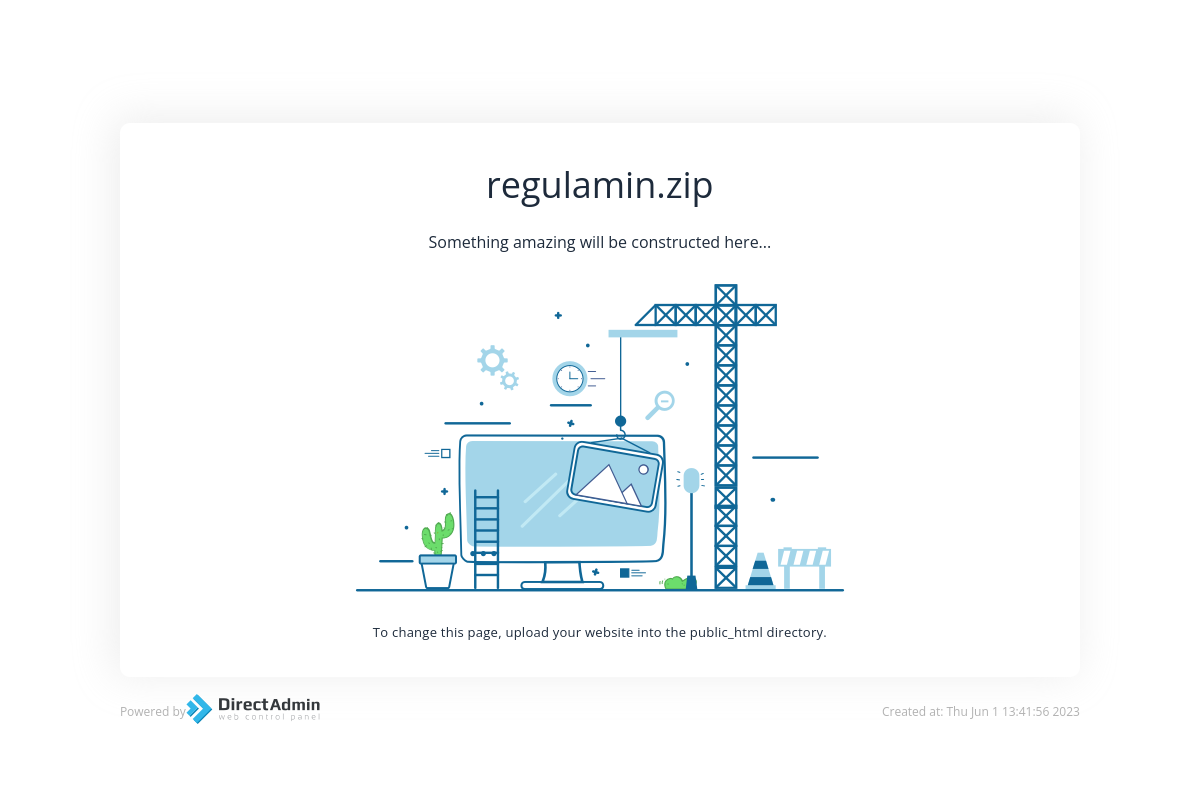 regulamin.zip
Something amazing will be constructed here...
To change this page, upload your website into the public_html directory.
Powered by DirectAdmin
web control panel
Created at: Thu Jun 1 13:41:56 2023